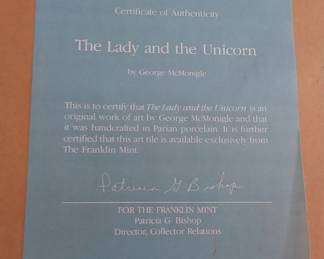 Certificate of Authenticity
The Lady and the Unicorn
by George McMonigle
This is to certify that The Lady and the Unicorn is an
original work of art by George McMonigle and that
it was handcrafted in Parian porcelain. It is further
certified that this art tile is available exclusively from
The Franklin Mint.
Patricia G Bishop
FOR THE FRANKLIN MINT
Patricia G. Bishop
Director, Collector Relations